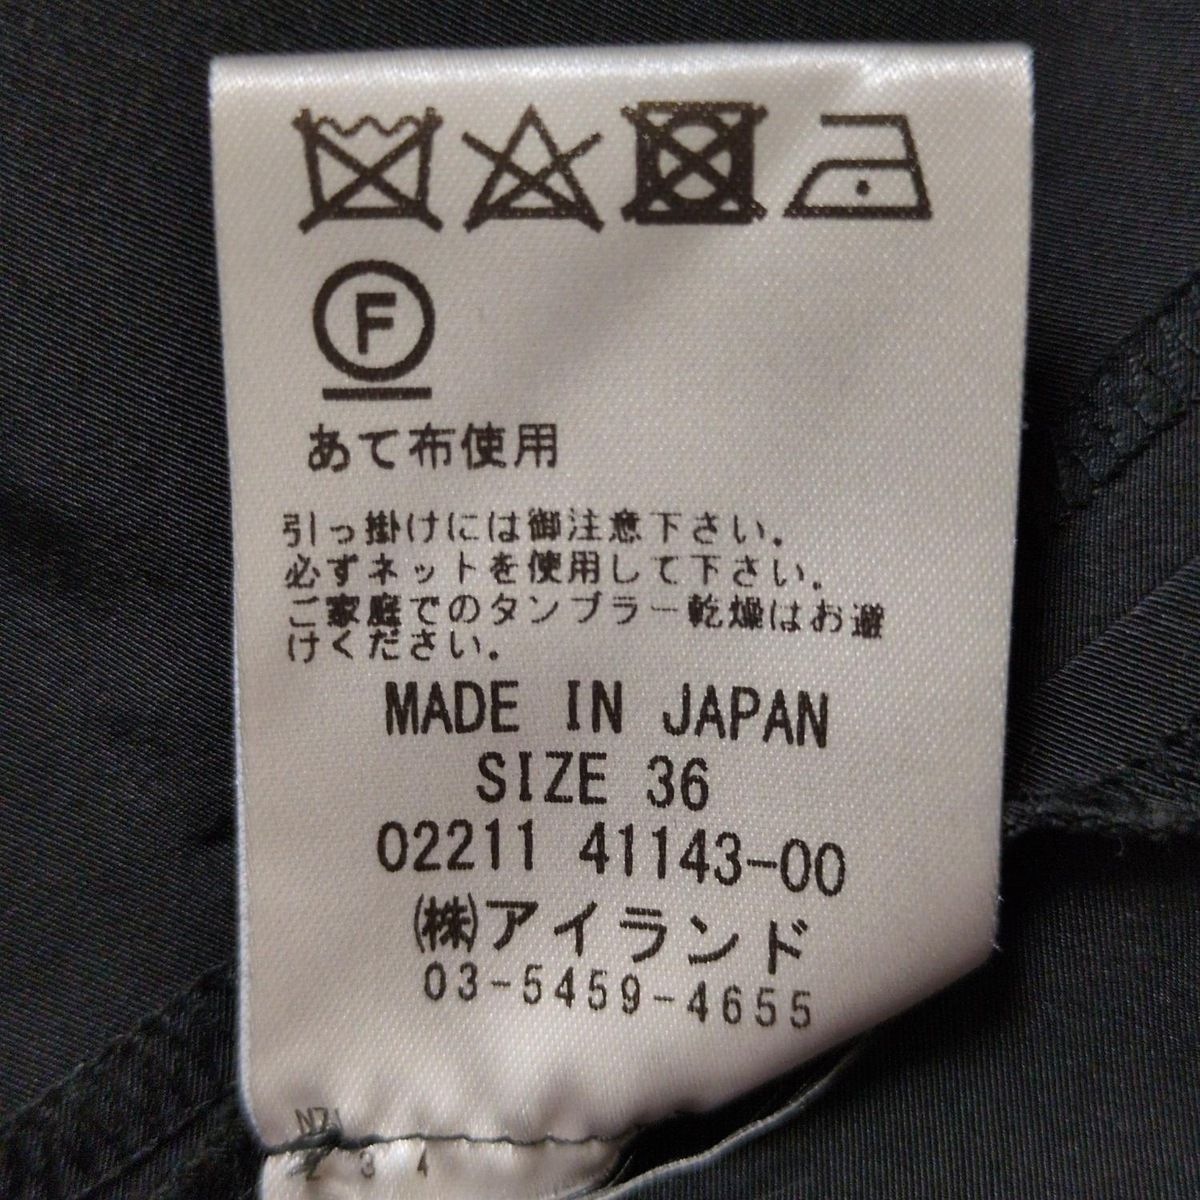 F
あて布使用
引っ掛けには御注意下さい。
必ずネットを使用して下さい。
ご家庭でのタンブラー乾燥はお避
けください。
MADE IN JAPAN
SIZE 36
02211 41143-00
(株)アイランド
03-5459-4655
3 4